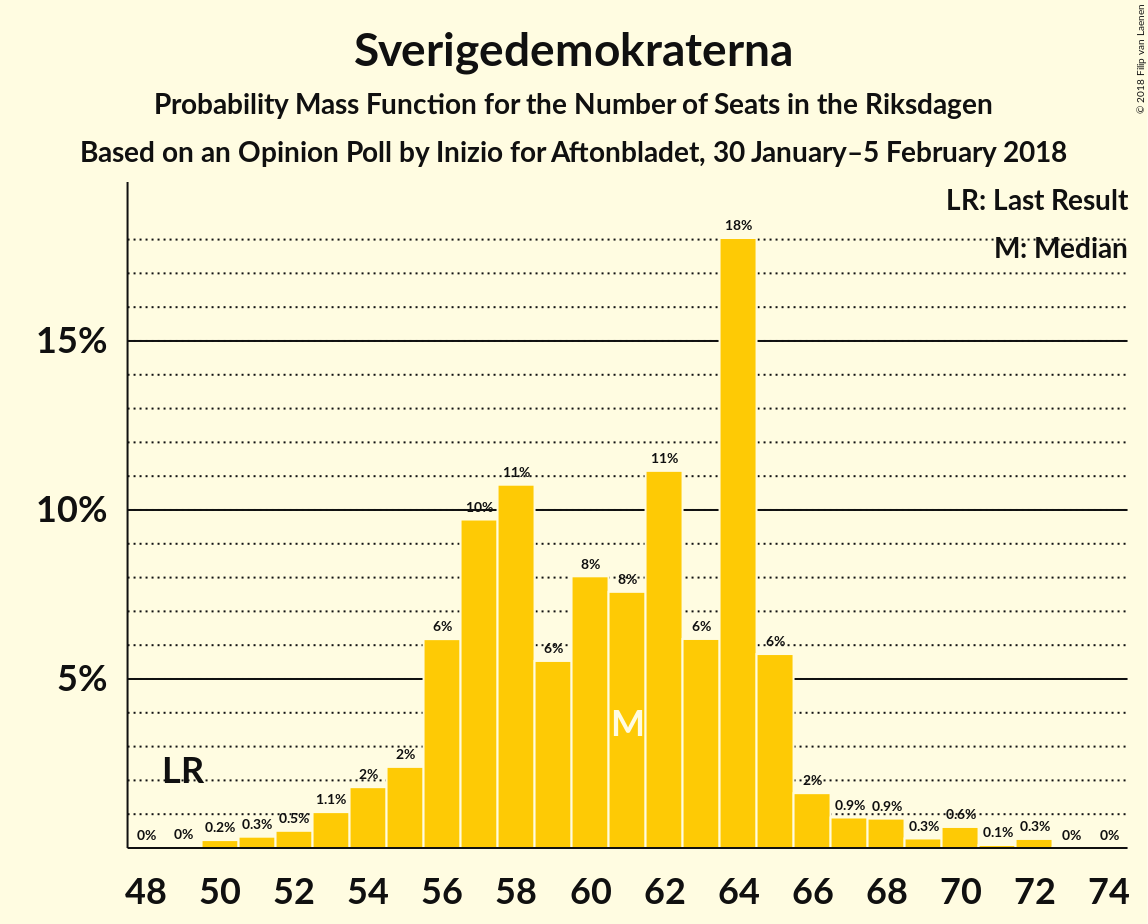 Sverigedemokraterna
Probability Mass Function for the Number of Seats in the Riksdagen
Based on an Opinion Poll by Inizio for Aftonbladet, 30 January–5 February 2018
© 2018 Filip van Laenen
LR: Last Result
M: Median
15%
10%
5%
0% 0% 0.2% 0.3% 0.5% 1.1% 2% 2% 6% 10% 11% 6% 8% 8% 11% 6% 18% 6% 2% 0.9% 0.9% 0.3% 0.6% 0.1% 0.3% 0% 0%
LR
M
48 50 52 54 56 58 60 62 64 66 68 70 72 74